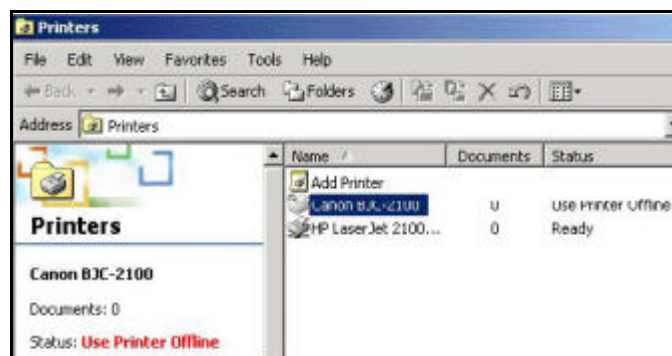 Printers
File Edit View Favorites Tools Help
Back Search Folders
Address Printers
Name Documents Status
Add Printer
Canon BJC-2100 0 Use Printer Offline
HP LaserJet 2100... 0 Ready
Printers
Canon BJC-2100
Documents: 0
Status: Use Printer Offline